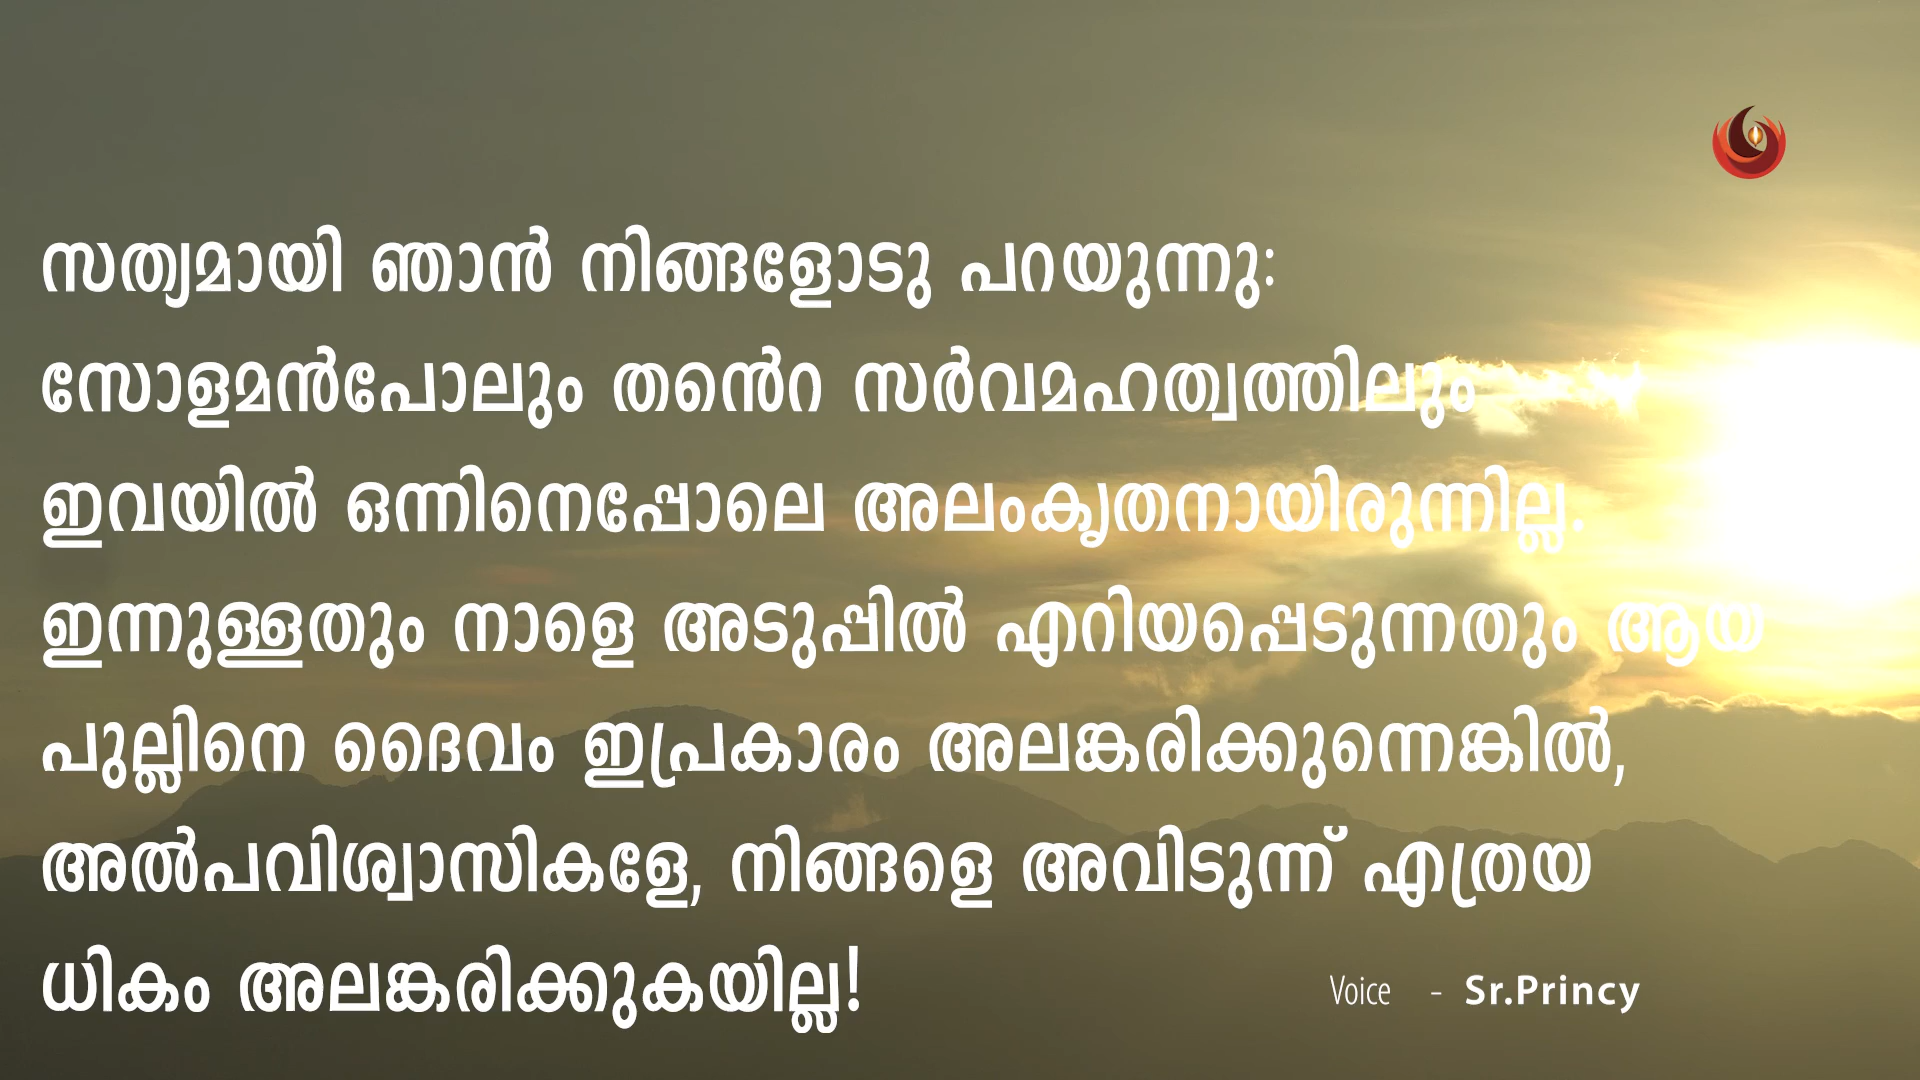 സത്യമായി ഞാൻ നിങ്ങളോടു പറയുന്നു:
സോളമൻപോലും തൻെറ സർവമഹത്വത്തിലും
ഇവയിൽ ഒന്നിനെപ്പോലെ അലംകൃതനായിരുന്നില്ല.
ഇന്നുള്ളതും നാളെ അടുപ്പിൽ എറിയപ്പെടുന്നതും ആയ
പുല്ലിനെ ദൈവം ഇപ്രകാരം അലങ്കരിക്കുന്നെങ്കിൽ,
അൽപവിശ്വാസികളേ, നിങ്ങളെ അവിടുന്ന് എത്രയ
ധികം അലങ്കരിക്കുകയില്ല!
Voice - Sr.Princy